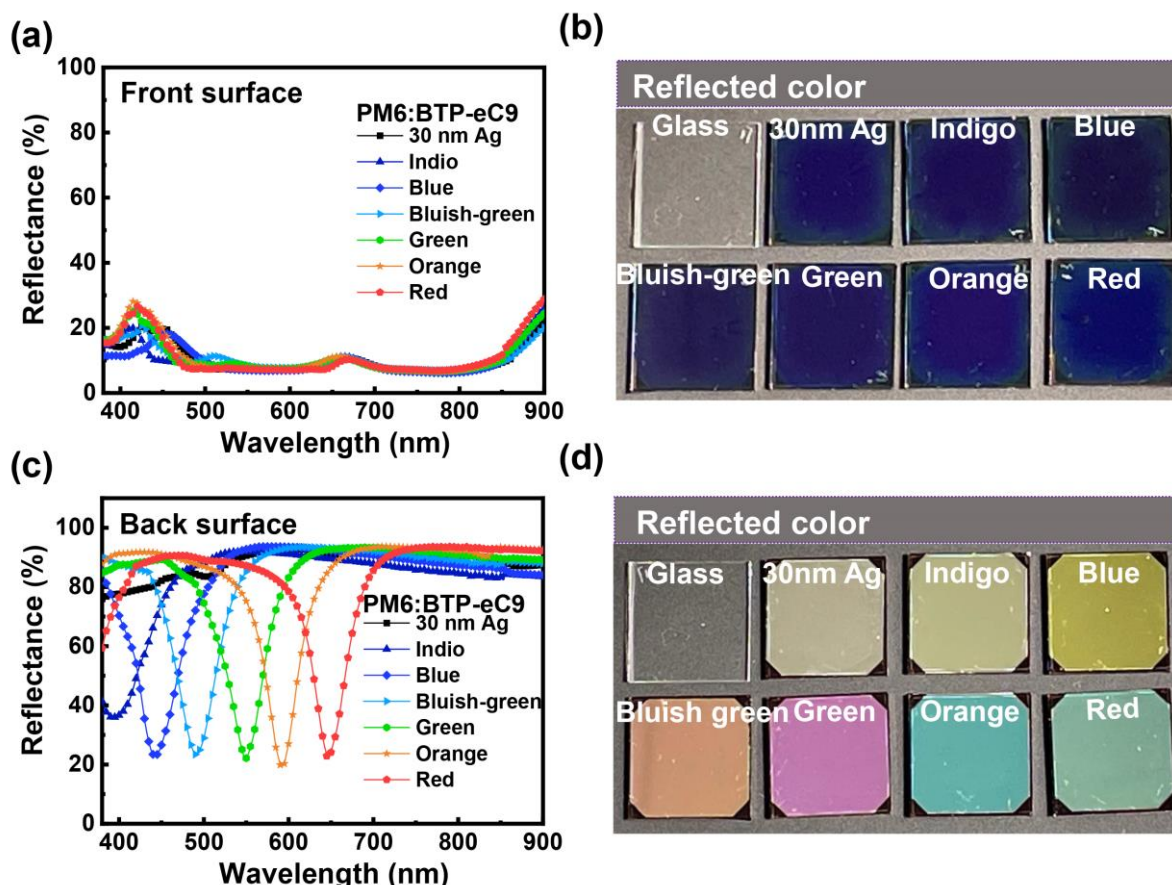 (a)
100
80
60
40
20
0
Reflectance (%)
Front surface
PM6:BTP-eC9
30 nm Ag
Indio
Blue
Bluish-green
Green
Orange
Red
400 500 600 700 800 900
Wavelength (nm)
(b)
Reflected color
Glass 30nm Ag Indigo Blue
Bluish-green Green Orange Red
(c)
100
80
60
40
20
0
Reflectance (%)
Back surface
PM6:BTP-eC9
30 nm Ag
Indio
Blue
Bluish-green
Green
Orange
Red
400 500 600 700 800 900
Wavelength (nm)
(d)
Reflected color
Glass 30nm Ag Indigo Blue
Bluish green Green Orange Red